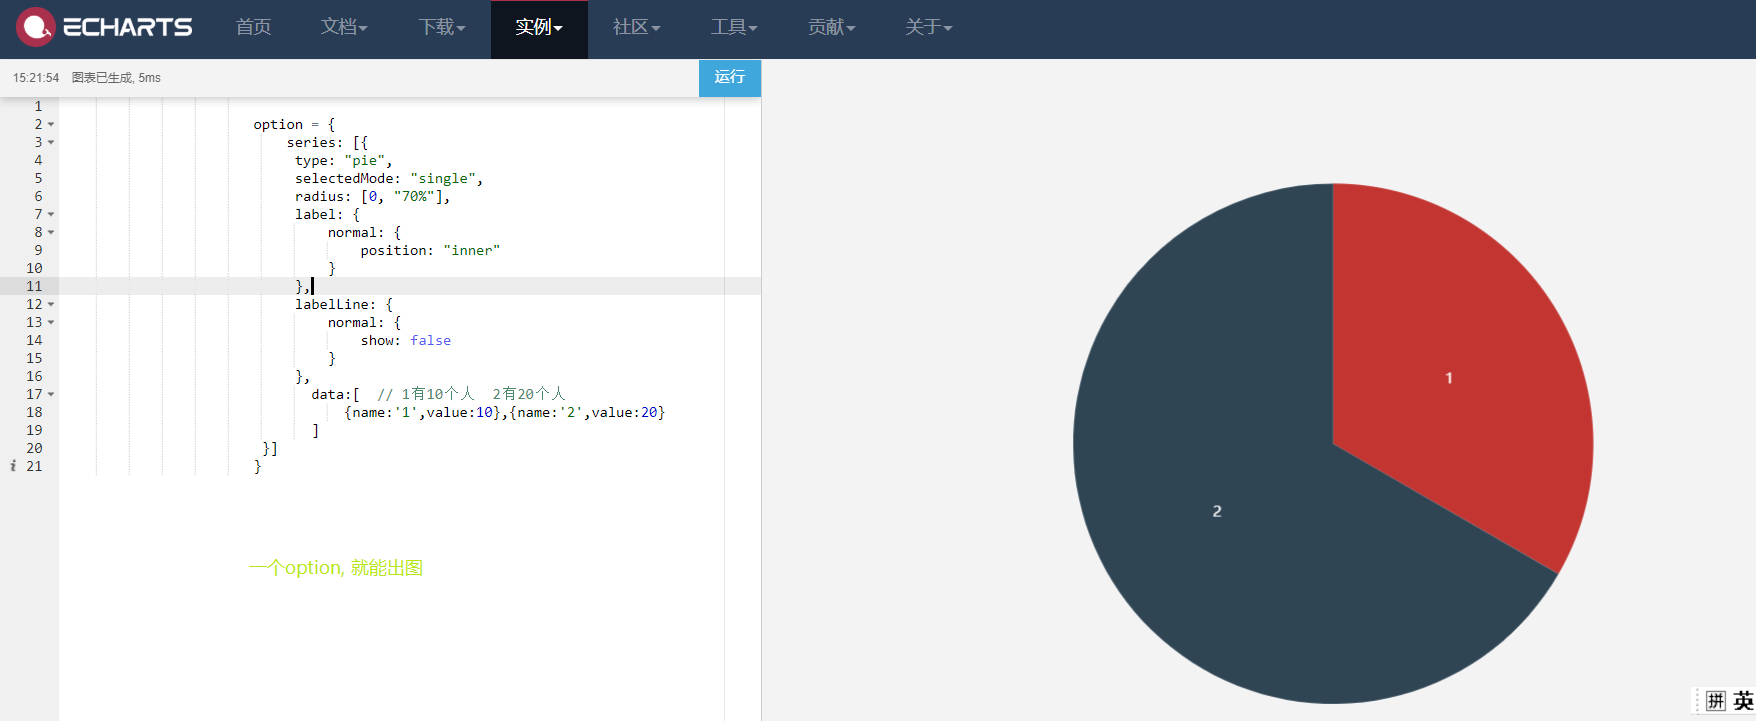 ECHARTS 首页 文档 下载 实例 社区 工具 贡献 关于
15:21:54 图表已生成, 5ms 运行
1
2 option = {
3 series: [{
4 type: "pie",
5 selectedMode: "single",
6 radius: [0, "70%"],
7 label: {
8 normal: {
9 position: "inner"
10 }
11 },
12 labelLine: {
13 normal: {
14 show: false
15 }
16 },
17 data:[ // 1有10个人 2有20个人
18 {name:'1',value:10},{name:'2',value:20}
19 ]
20 }]
i 21 }
一个option, 就能出图
1
2
拼 英